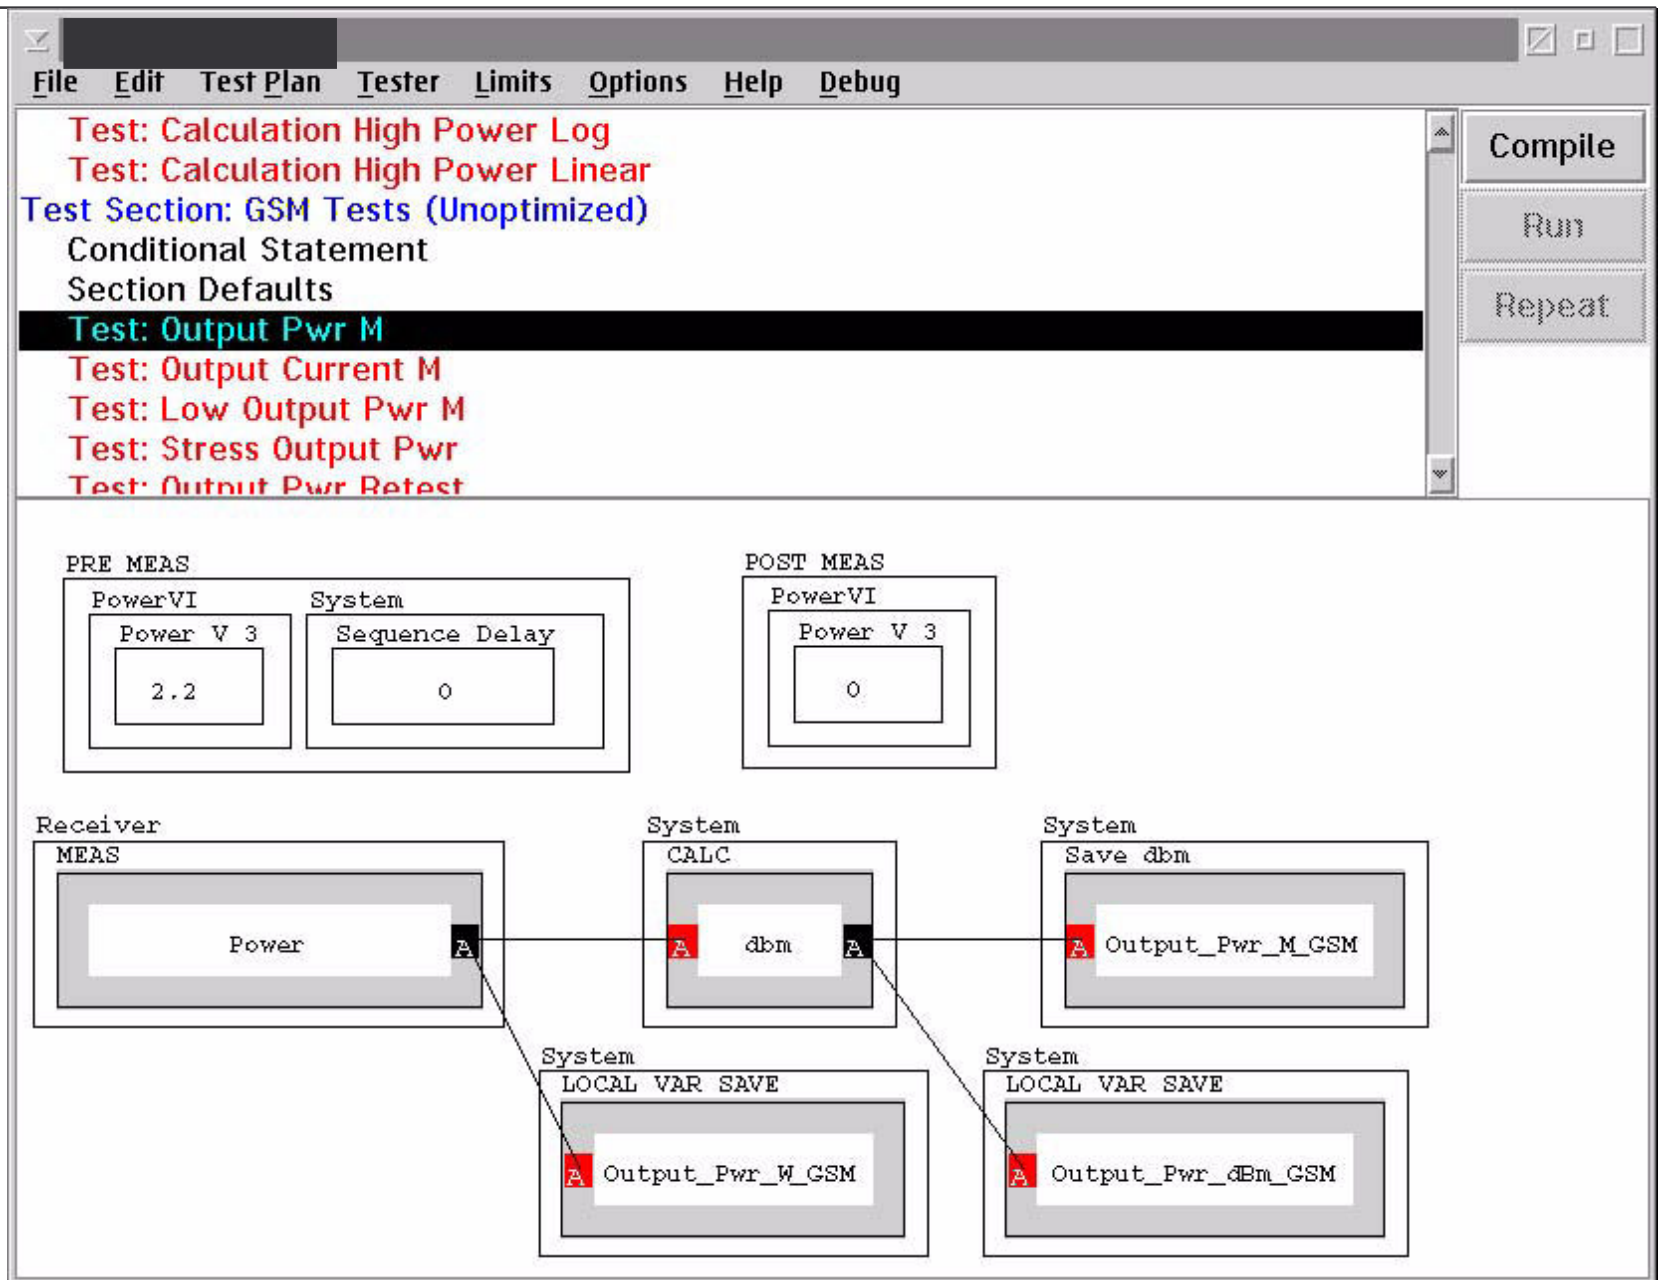 File Edit Test Plan Tester Limits Options Help Debug
Test: Calculation High Power Log
Test: Calculation High Power Linear
Test Section: GSM Tests (Unoptimized)
Conditional Statement
Section Defaults
Test: Output Pwr M
Test: Output Current M
Test: Low Output Pwr M
Test: Stress Output Pwr
Test: Output Pwr Retest
Compile
Run
Repeat
PRE MEAS
PowerVI System
Power V 3 Sequence Delay
2.2 0
POST MEAS
PowerVI
Power V 3
0
Receiver
MEAS
Power A
System
CALC
A dbm A
System
Save dbm
A Output_Pwr_M_GSM
System
LOCAL VAR SAVE
A Output_Pwr_W_GSM
System
LOCAL VAR SAVE
A Output_Pwr_dBm_GSM